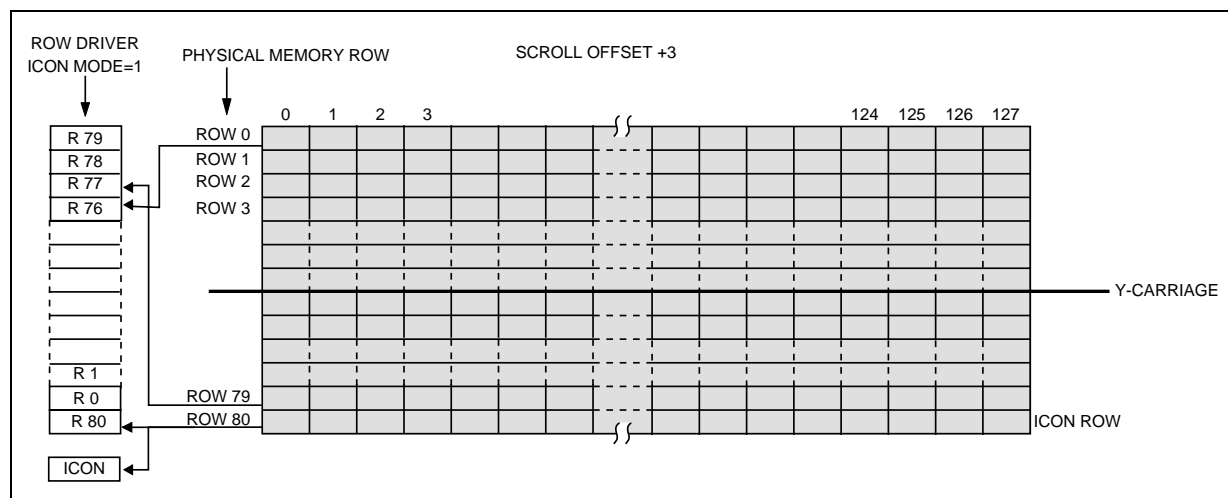 ROW DRIVER
ICON MODE=1
PHYSICAL MEMORY ROW
SCROLL OFFSET +3
0 1 2 3 124 125 126 127
R 79 ROW 0
R 78 ROW 1
R 77 ROW 2
R 76 ROW 3
Y-CARRIAGE
R 1
R 0 ROW 79
R 80 ROW 80 ICON ROW
ICON